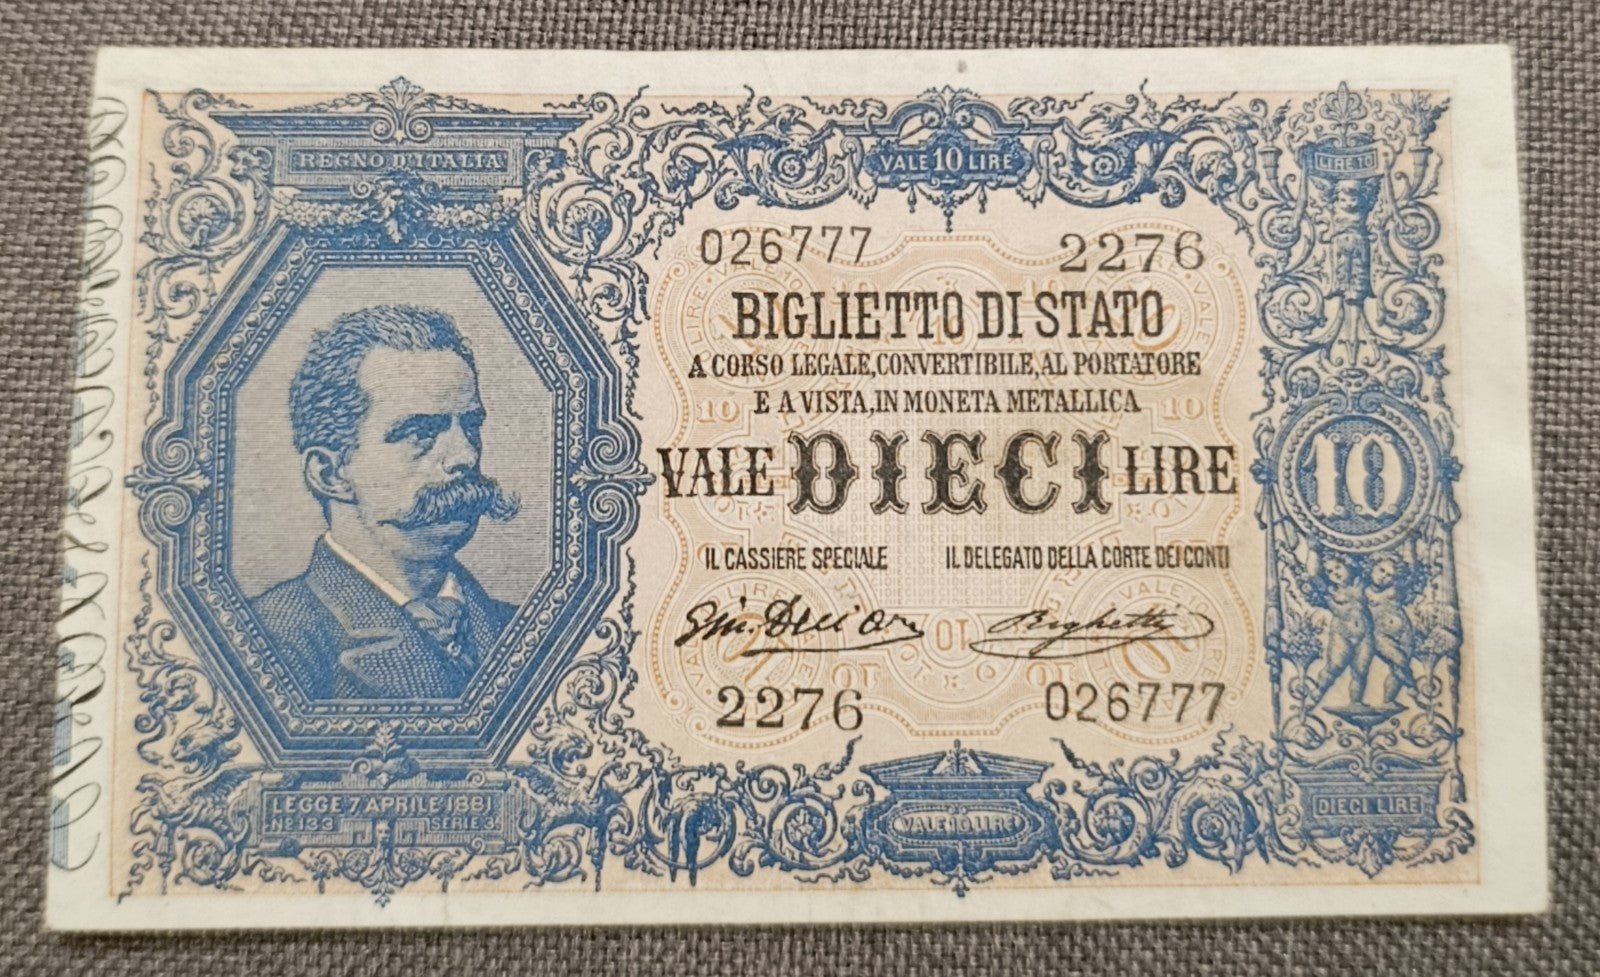 REGNO D'ITALIA
VALE 10 LIRE
LIRE 10
026777 2276
BIGLIETTO DI STATO
A CORSO LEGALE, CONVERTIBILE, AL PORTATORE
E A VISTA, IN MONETA METALLICA
VALE DIECI LIRE
10
IL CASSIERE SPECIALE IL DELEGATO DELLA CORTE DEI CONTI
Righetti
2276 026777
LEGGE 7 APRILE 1881
Nº 133 SERIE 3ª
VALE 10 LIRE
DIECI LIRE